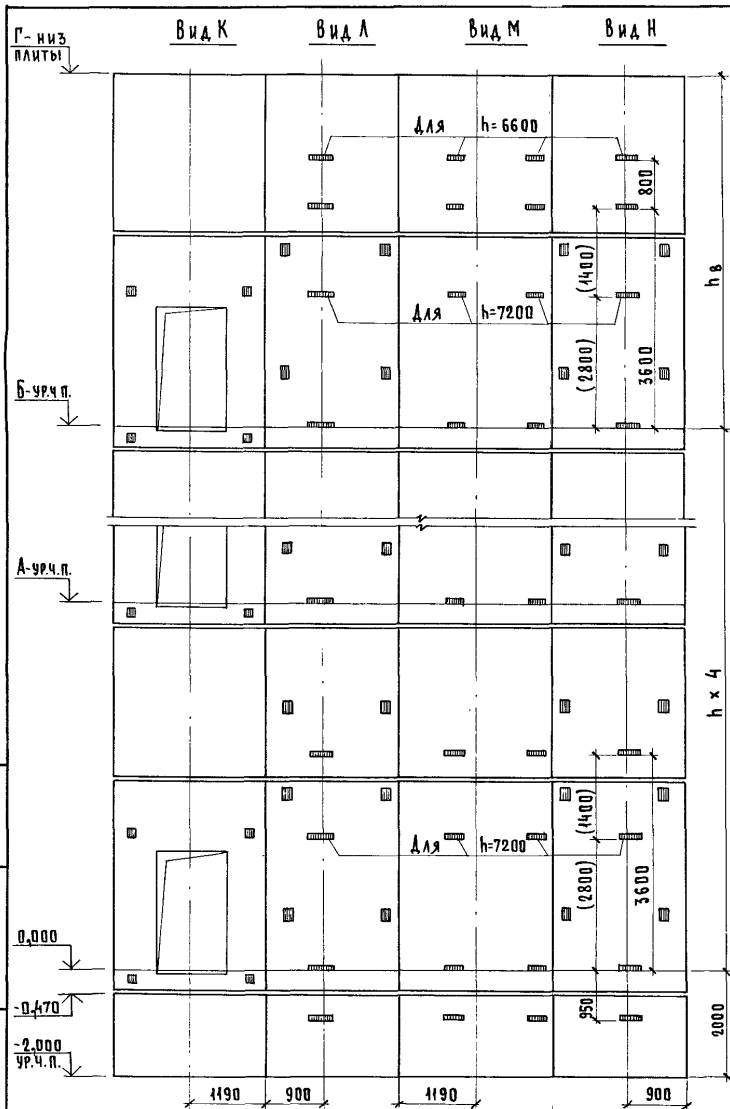 Вид К Вид Л Вид М Вид Н
Г- низ
плиты
Для h= 6600
800
(1400)
h в
Для h=7200
(2800)
3600
Б-ур.ч.п.
А-ур.ч.п.
h x 4
(1400)
Для h=7200
(2800)
3600
0,000
-0,470
950
2000
-2,000
ур.ч.п.
1190 900 1190 900